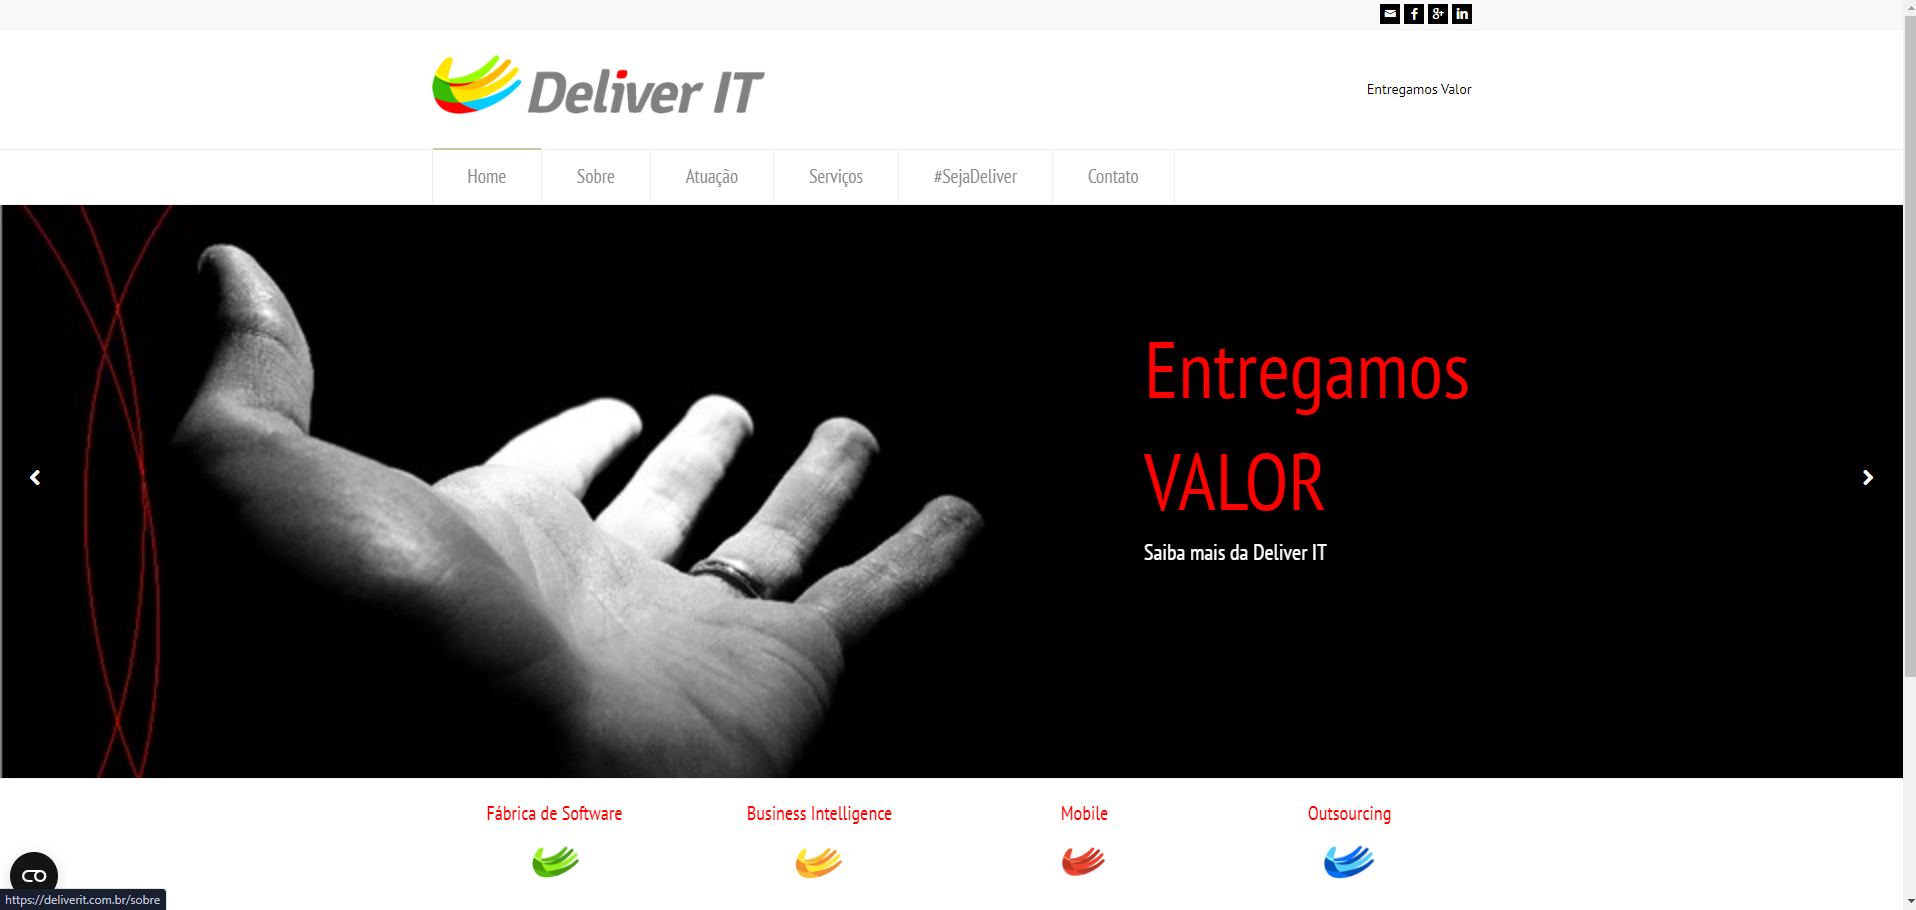 Deliver IT
Entregamos Valor
Home
Sobre
Atuação
Serviços
#SejaDeliver
Contato
Entregamos
VALOR
Saiba mais da Deliver IT
Fábrica de Software
Business Intelligence
Mobile
Outsourcing
https://deliverit.com.br/sobre